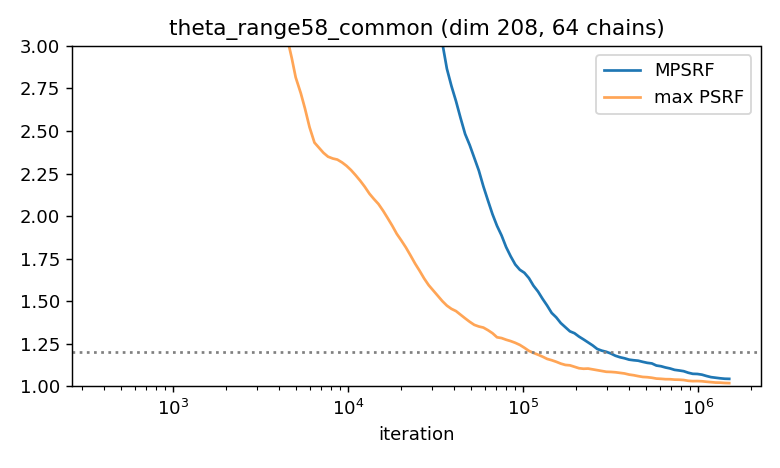 theta_range58_common (dim 208, 64 chains)
3.00
2.75
2.50
2.25
2.00
1.75
1.50
1.25
1.00
MPSRF
max PSRF
10³ 10⁴ 10⁵ 10⁶
iteration